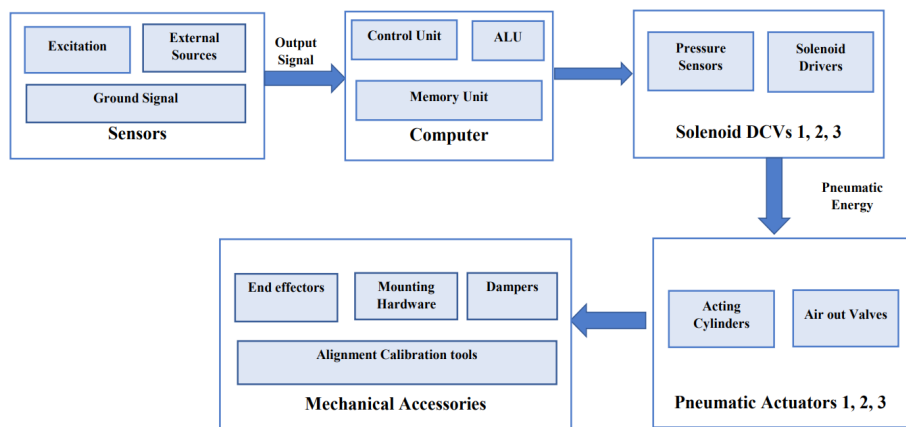 Excitation
External
Sources
Ground Signal
Sensors
Output
Signal
Control Unit
ALU
Memory Unit
Computer
Pressure
Sensors
Solenoid
Drivers
Solenoid DCVs 1, 2, 3
Pneumatic
Energy
End effectors
Mounting
Hardware
Dampers
Alignment Calibration tools
Mechanical Accessories
Acting
Cylinders
Air out Valves
Pneumatic Actuators 1, 2, 3